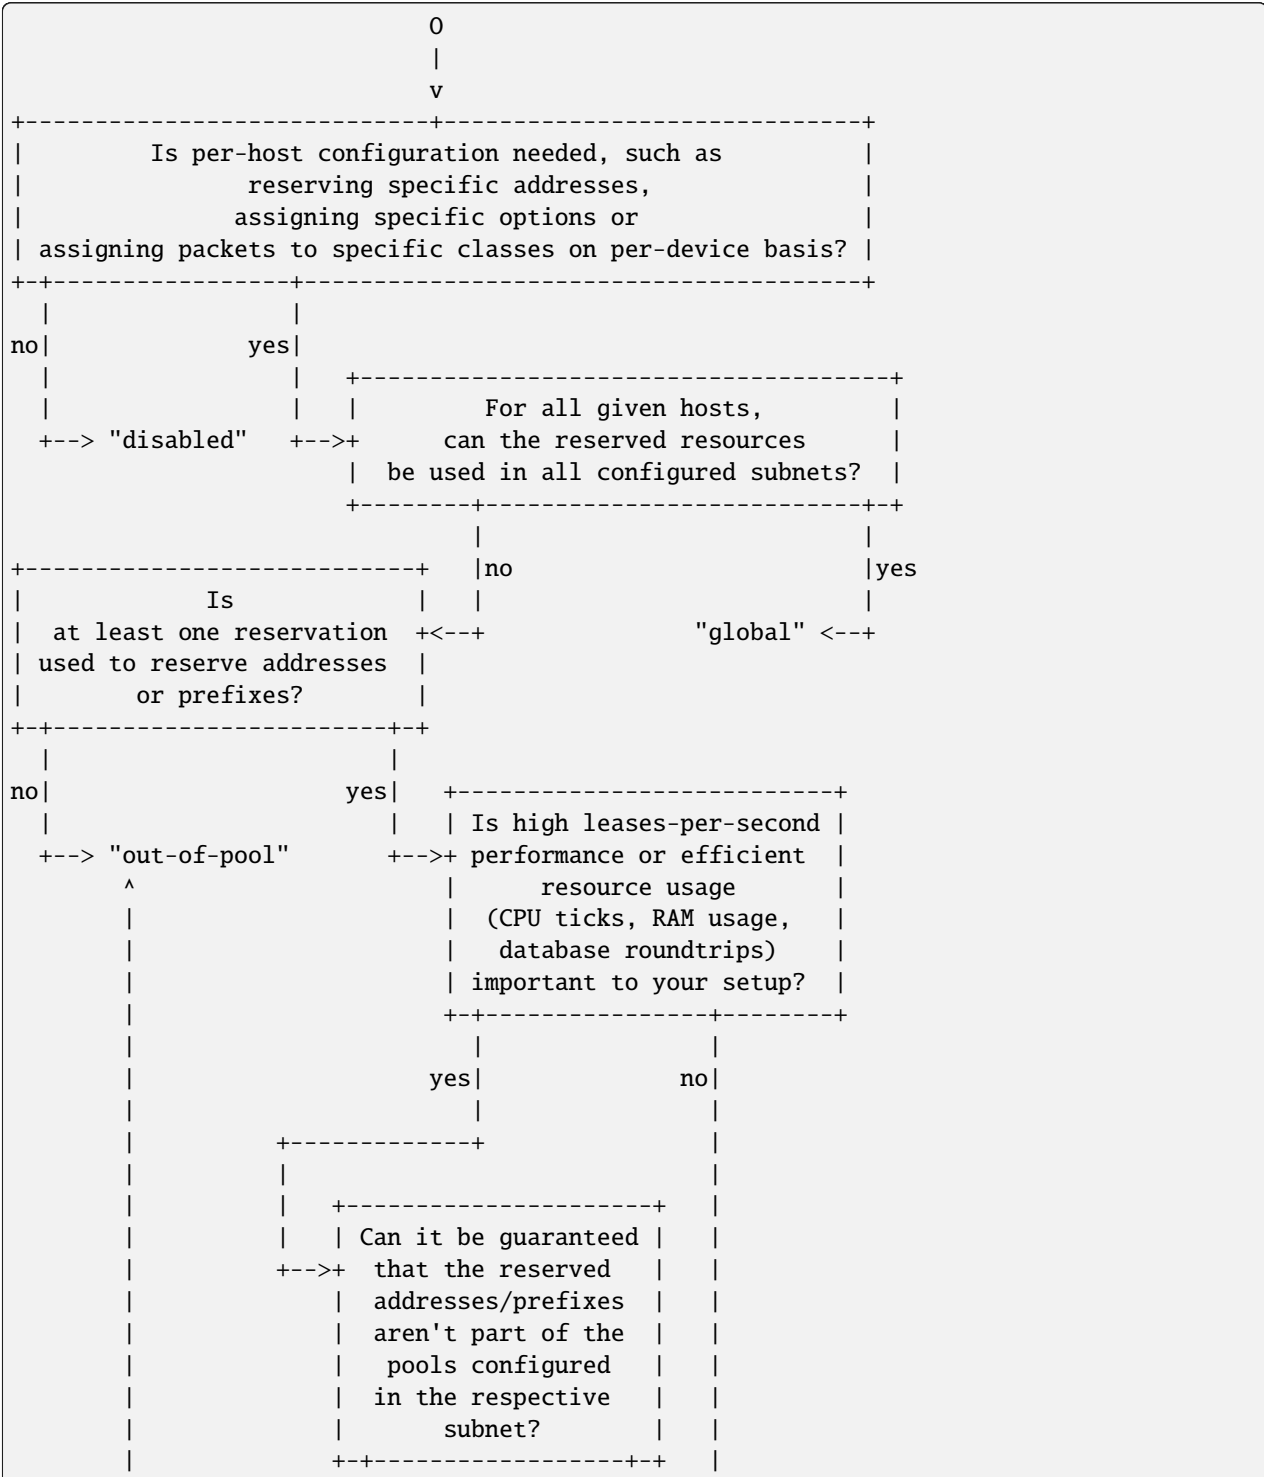 O
                              |
                              v
+-----------------------------+------------------------------+
|         Is per-host configuration needed, such as          |
|                reserving specific addresses,               |
|               assigning specific options or                |
| assigning packets to specific classes on per-device basis? |
+-+-----------------+----------------------------------------+
  |                 |
no|              yes|
  |                 |   +--------------------------------------+
  |                 |   |         For all given hosts,         |
  +--> "disabled"   +-->+      can the reserved resources      |
                        |  be used in all configured subnets?  |
                        +--------+---------------------------+-+
                                 |                           |
+----------------------------+   |no                         |yes
|             Is             |   |                           |
|  at least one reservation  +<--+               "global" <--+
| used to reserve addresses  |
|        or prefixes?        |
+-+------------------------+-+
  |                        |
no|                     yes|   +---------------------------+
  |                        |   | Is high leases-per-second |
  +--> "out-of-pool"       +-->+ performance or efficient  |
        ^                      |      resource usage       |
        |                      |  (CPU ticks, RAM usage,   |
        |                      |   database roundtrips)    |
        |                      | important to your setup?  |
        |                      +-+----------------+--------+
        |                        |                |
        |                     yes|              no|
        |                        |                |
        |          +-------------+                |
        |          |                              |
        |          |   +----------------------+   |
        |          |   | Can it be guaranteed |   |
        |          +-->+  that the reserved   |   |
        |              |  addresses/prefixes  |   |
        |              |  aren't part of the  |   |
        |              |   pools configured   |   |
        |              |  in the respective   |   |
        |              |       subnet?        |   |
        |              +-+------------------+-+   |